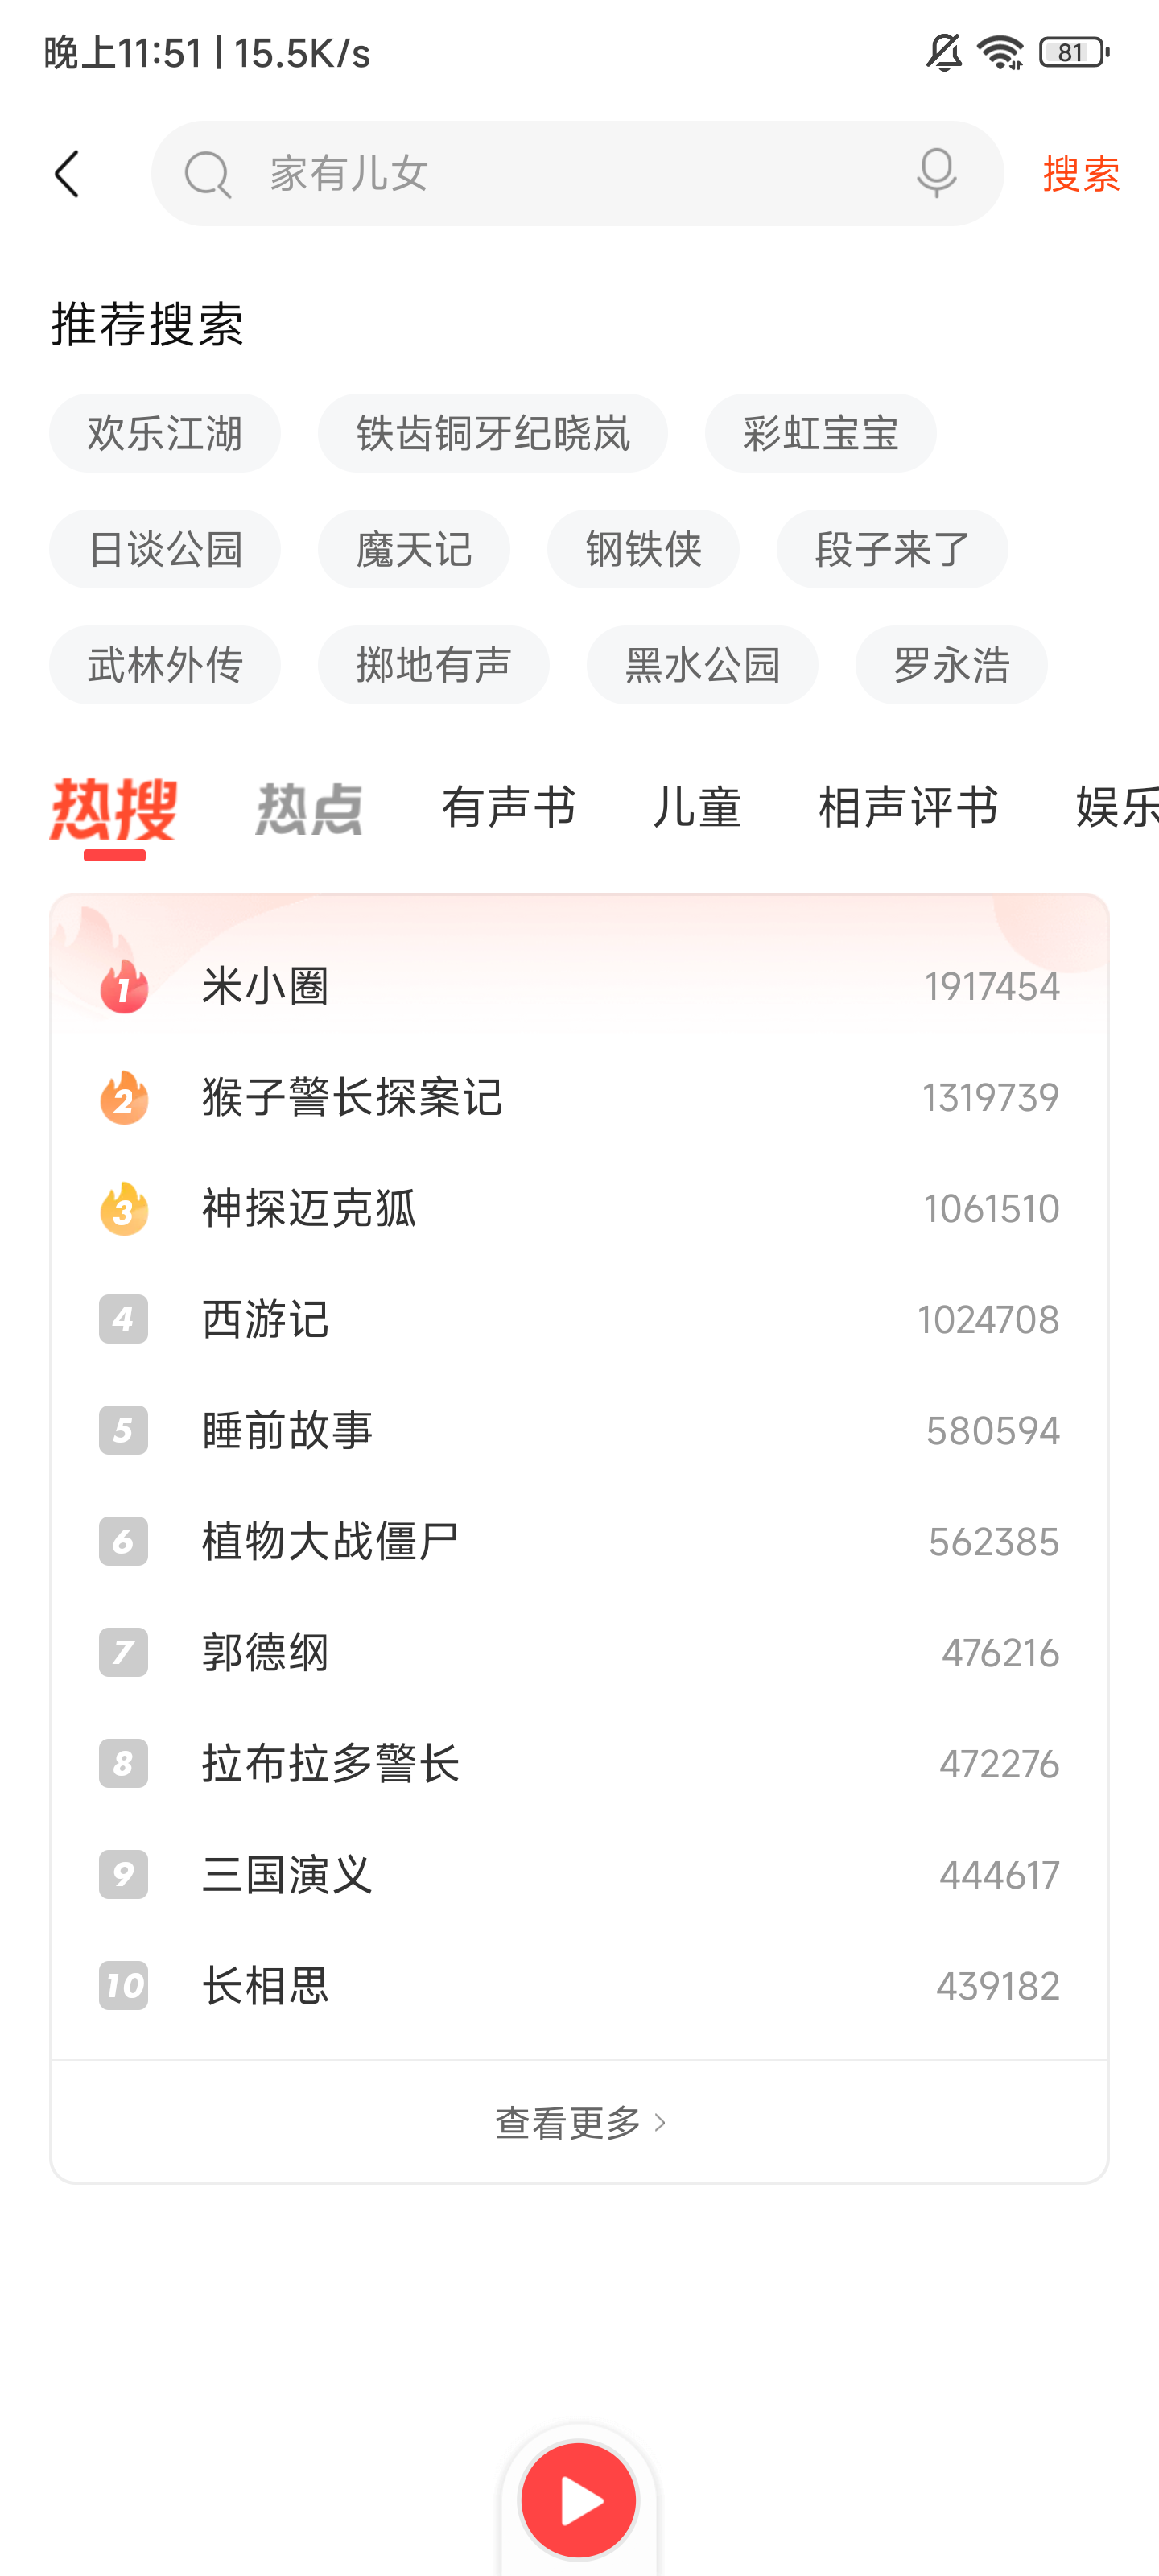 晚上11:51 | 15.5K/s 81
家有儿女 搜索
推荐搜索
欢乐江湖 铁齿铜牙纪晓岚 彩虹宝宝
日谈公园 魔天记 钢铁侠 段子来了
武林外传 掷地有声 黑水公园 罗永浩
热搜 热点 有声书 儿童 相声评书 娱乐
1 米小圈 1917454
2 猴子警长探案记 1319739
3 神探迈克狐 1061510
4 西游记 1024708
5 睡前故事 580594
6 植物大战僵尸 562385
7 郭德纲 476216
8 拉布拉多警长 472276
9 三国演义 444617
10 长相思 439182
查看更多